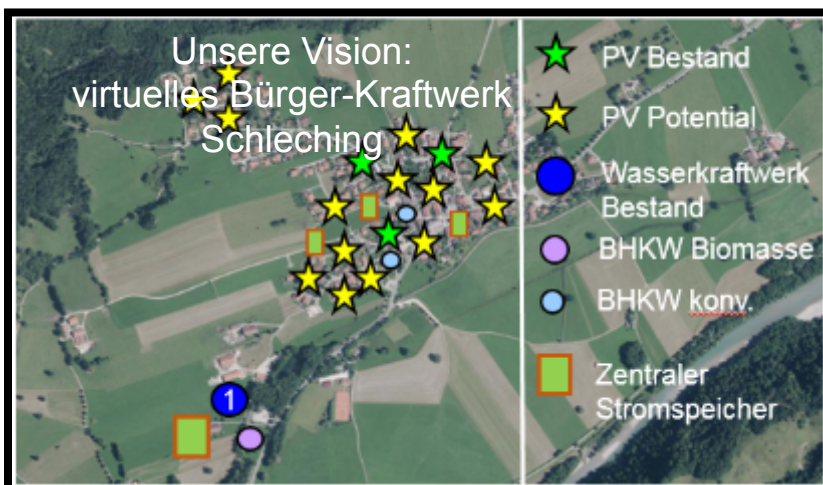 Unsere Vision:
virtuelles Bürger-Kraftwerk
Schleching
1
PV Bestand
PV Potential
Wasserkraftwerk
Bestand
BHKW Biomasse
BHKW konv.
Zentraler
Stromspeicher